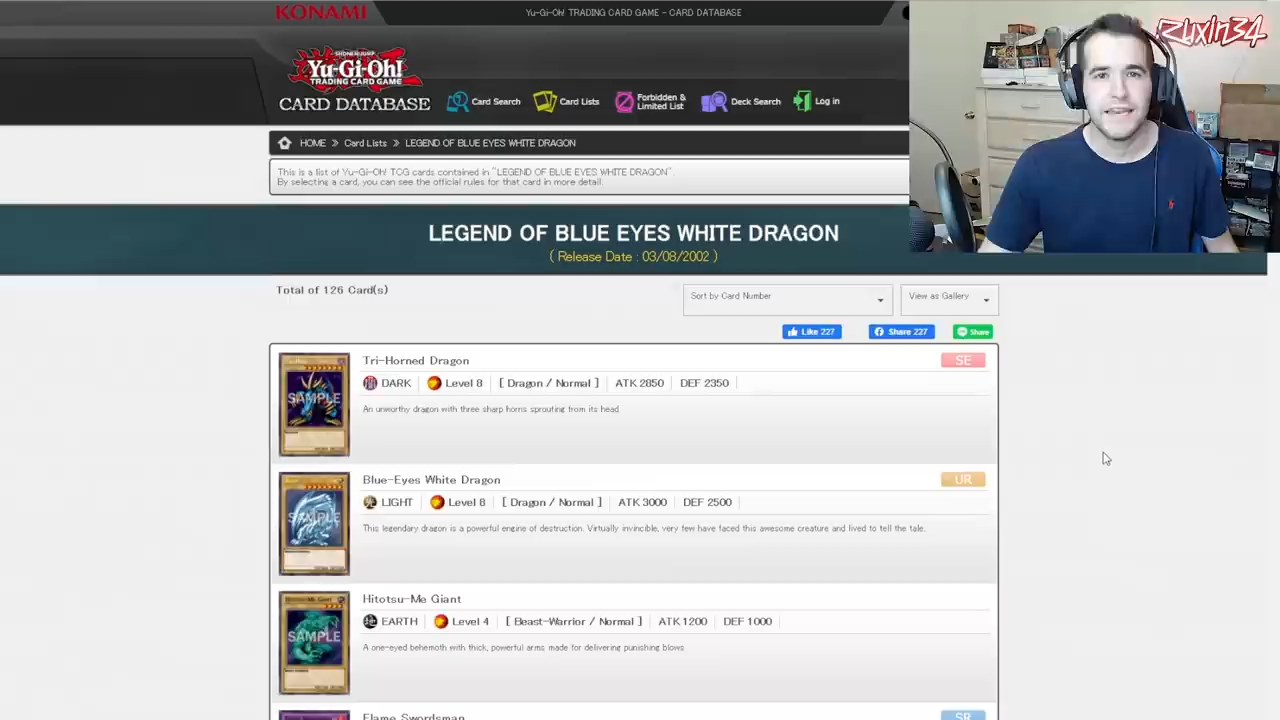 KONAMI
Yu-Gi-Oh! TRADING CARD GAME - CARD DATABASE
Ruxin34
SHONEN JUMP
Yu-Gi-Oh!
TRADING CARD GAME
CARD DATABASE
Card Search
Card Lists
Forbidden & Limited List
Deck Search
Log in
HOME » Card Lists » LEGEND OF BLUE EYES WHITE DRAGON
This is a list of Yu-Gi-Oh! TCG cards contained in "LEGEND OF BLUE EYES WHITE DRAGON".
By selecting a card, you can see the official rules for that card in more detail.
LEGEND OF BLUE EYES WHITE DRAGON
( Release Date : 03/08/2002 )
Total of 126 Card(s)
Sort by Card Number
View as Gallery
Like 227
Share 227
Share
Tri-Horned Dragon
SE
DARK Level 8 [ Dragon / Normal ] ATK 2850 DEF 2350
An unworthy dragon with three sharp horns sprouting from its head
SAMPLE
Blue-Eyes White Dragon
UR
LIGHT Level 8 [ Dragon / Normal ] ATK 3000 DEF 2500
This legendary dragon is a powerful engine of destruction. Virtually invincible, very few have faced this awesome creature and lived to tell the tale.
SAMPLE
Hitotsu-Me Giant
EARTH Level 4 [ Beast-Warrior / Normal ] ATK 1200 DEF 1000
A one-eyed behemoth with thick, powerful arms made for delivering punishing blows
SAMPLE
Flame Swordsman
SR